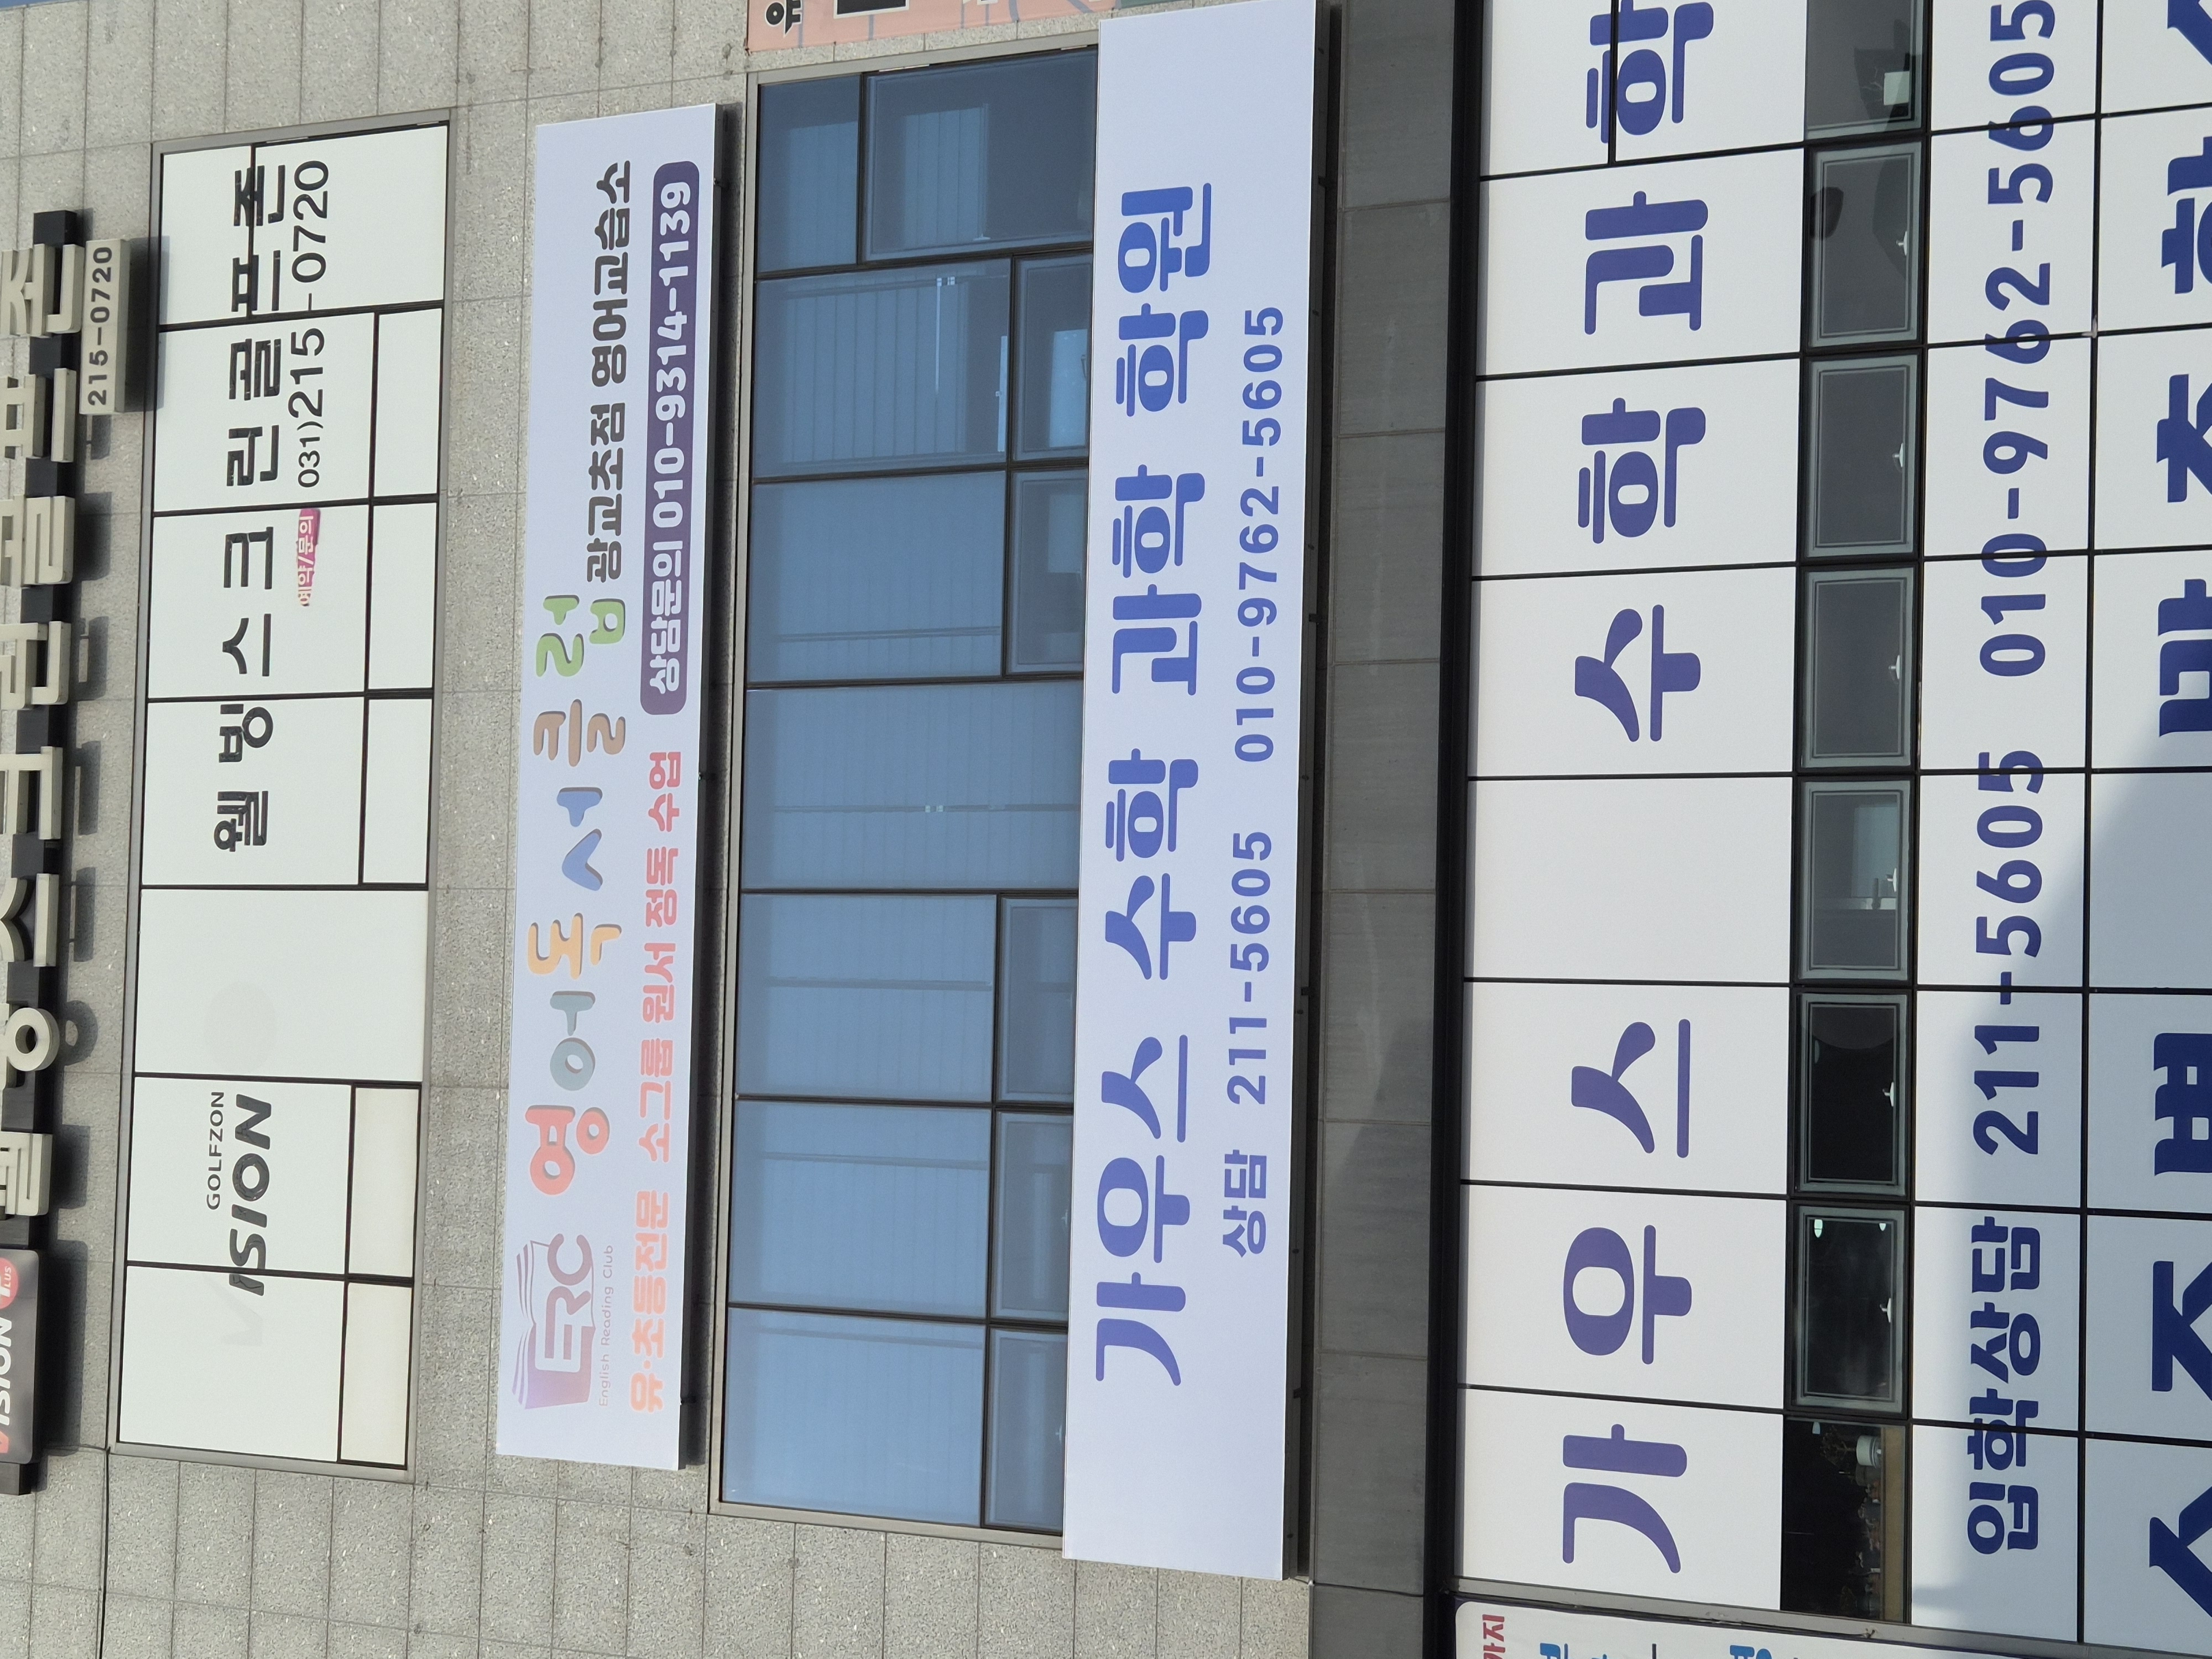 215-0720
VISION PLUS
GOLFZON
VISION
웰빙스크린골프존
예약/문의 031)215-0720
ERC
English Reading Club
영어독서클럽
광교초점 영어교습소
유·초등전문 소그룹 원서 정독 수업
상담문의 010-9314-1139
가우스 수학 과학 학원
상담 211-5605 010-9762-5605
가우스 수학과학
입학상담 211-5605 010-9762-5605